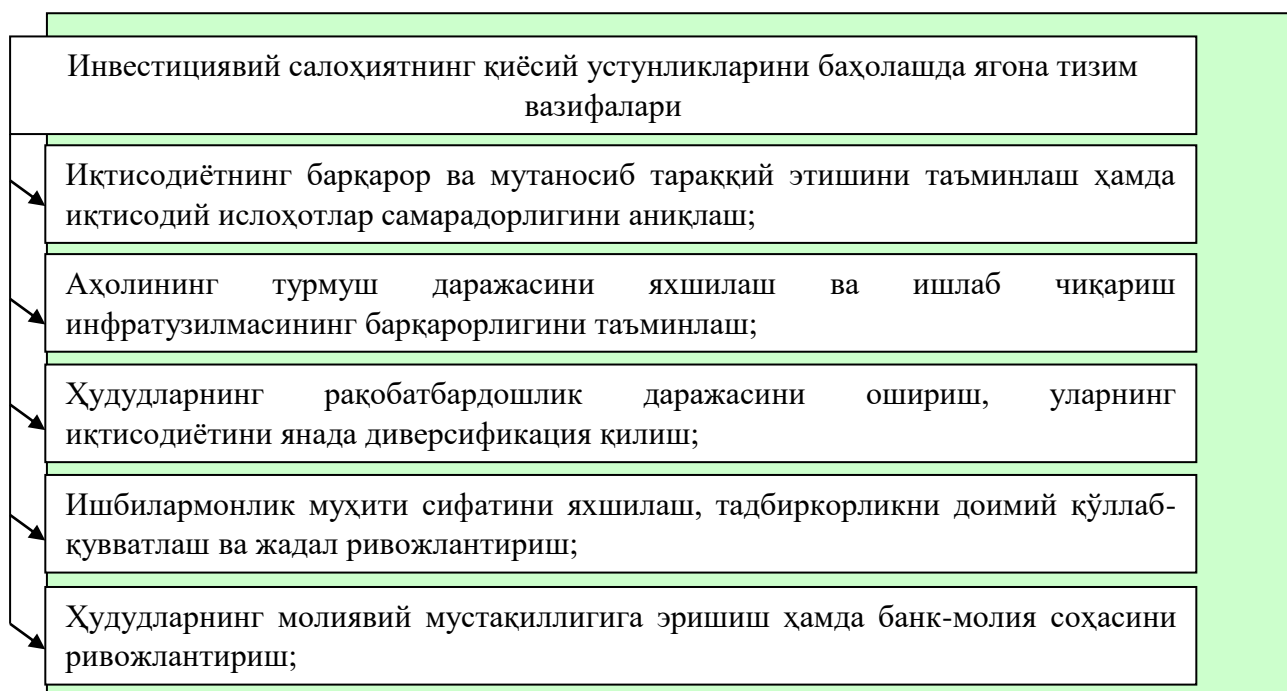 Инвестициявий салоҳиятнинг қиёсий устунликларини баҳолашда ягона тизим
вазифалари
Иқтисодиётнинг барқарор ва мутаносиб тараққий этишини таъминлаш ҳамда
иқтисодий ислоҳотлар самарадорлигини аниқлаш;
Аҳолининг турмуш даражасини яхшилаш ва ишлаб чиқариш
инфратузилмасининг барқарорлигини таъминлаш;
Ҳудудларнинг рақобатбардошлик даражасини ошириш, уларнинг
иқтисодиётини янада диверсификация қилиш;
Ишбилармонлик муҳити сифатини яхшилаш, тадбиркорликни доимий қўллаб-
қувватлаш ва жадал ривожлантириш;
Ҳудудларнинг молиявий мустақиллигига эришиш ҳамда банк-молия соҳасини
ривожлантириш;